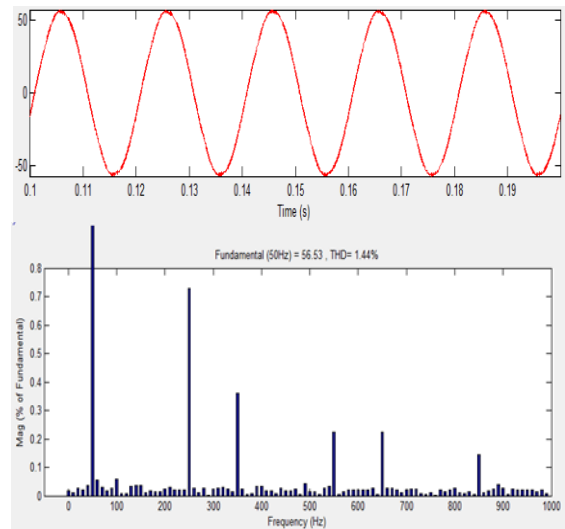 50
0
-50
0.1 0.11 0.12 0.13 0.14 0.15 0.16 0.17 0.18 0.19
Time (s)
Fundamental (50Hz) = 56.53 , THD= 1.44%
0.8
0.7
0.6
0.5
0.4
0.3
0.2
0.1
0
Mag (% of Fundamental)
0 100 200 300 400 500 600 700 800 900 1000
Frequency (Hz)